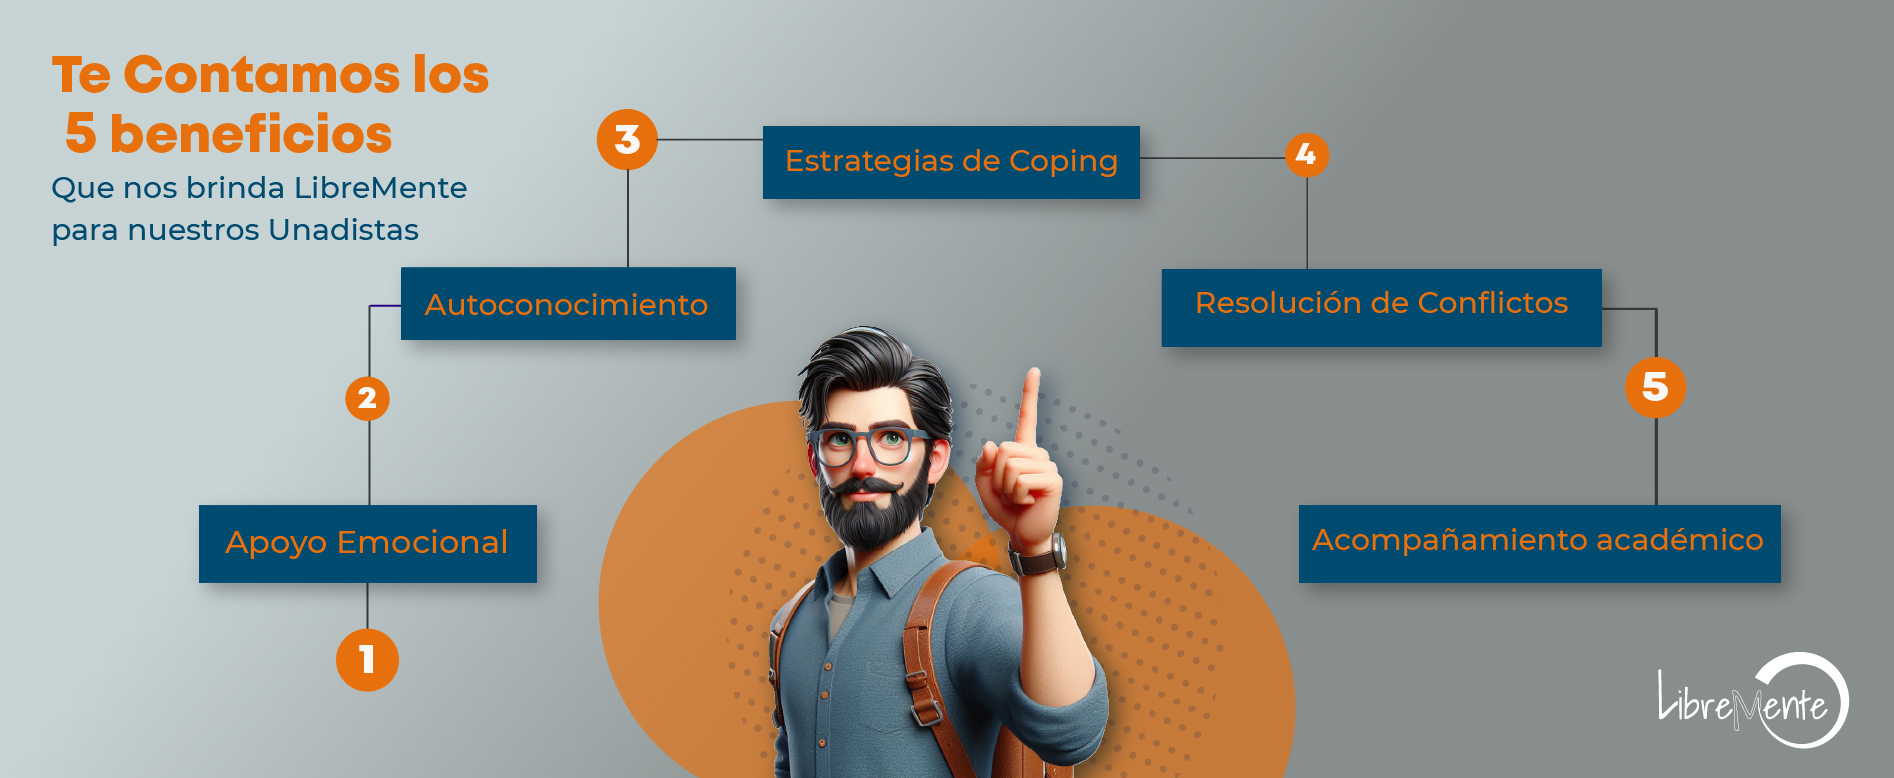 Te Contamos los
5 beneficios
Que nos brinda LibreMente
para nuestros Unadistas
1
Apoyo Emocional
2
Autoconocimiento
3
Estrategias de Coping
4
Resolución de Conflictos
5
Acompañamiento académico
LibreMente